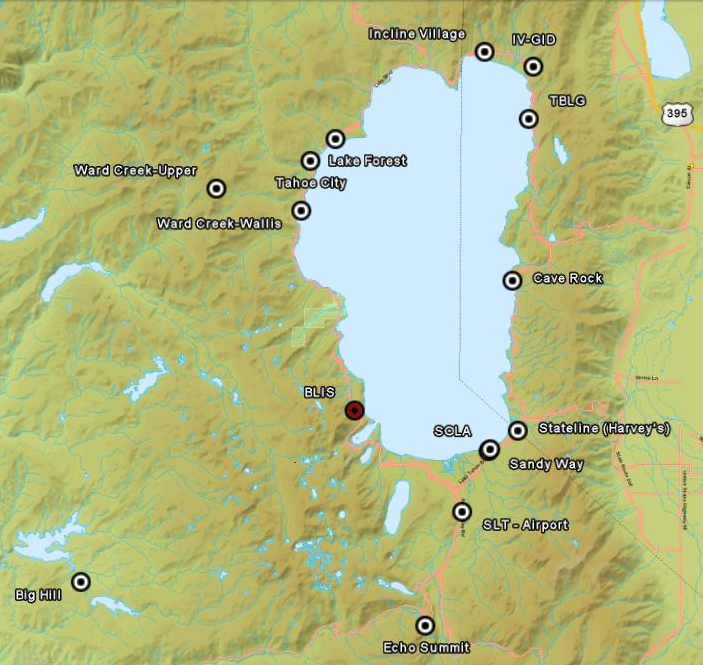 Incline Village
IV-GID
TBLG
395
Lake Forest
Ward Creek-Upper
Tahoe City
Ward Creek-Wallis
Cave Rock
BLIS
SOLA
Stateline (Harvey's)
Sandy Way
SLT - Airport
Big Hill
Echo Summit